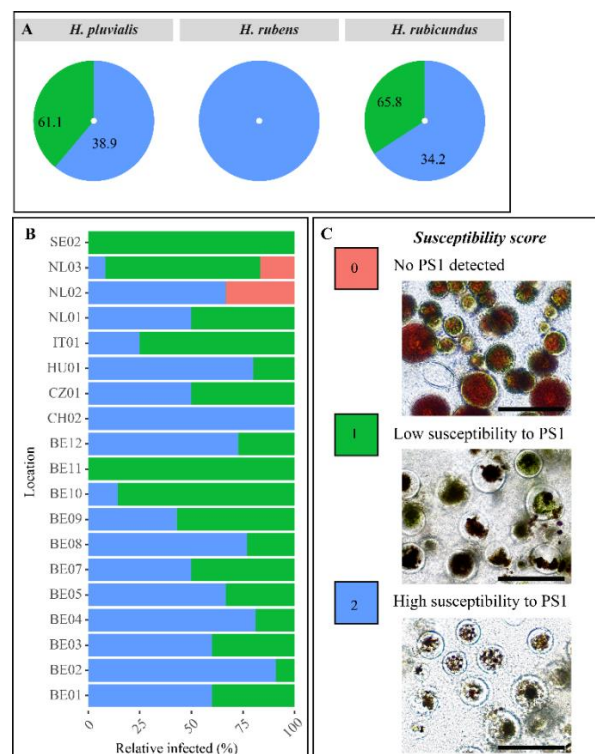 A
H. pluvialis
H. rubens
H. rubicundus
61.1
38.9
65.8
34.2
B
SE02
NL03
NL02
NL01
IT01
HU01
CZ01
CH02
BE12
BE11
BE10
BE09
BE08
BE07
BE05
BE04
BE03
BE02
BE01
Location
0 25 50 75 100
Relative infected (%)
C
Susceptibility score
0 No PS1 detected
1 Low susceptibility to PS1
2 High susceptibility to PS1